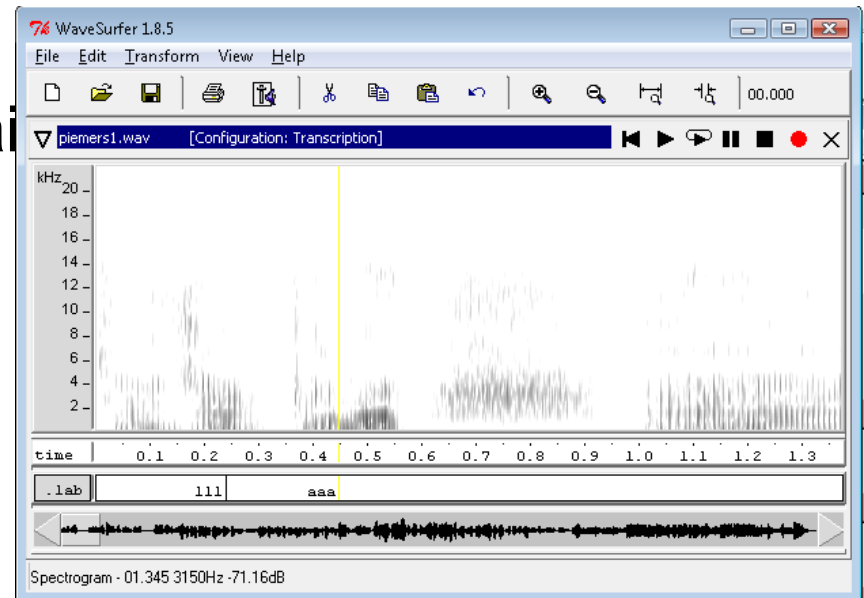 WaveSurfer 1.8.5
File Edit Transform View Help
00.000
piemers1.wav [Configuration: Transcription]
kHz
20
18
16
14
12
10
8
6
4
2
time 0.1 0.2 0.3 0.4 0.5 0.6 0.7 0.8 0.9 1.0 1.1 1.2 1.3
.lab lll aaa
Spectrogram - 01.345 3150Hz -71.16dB